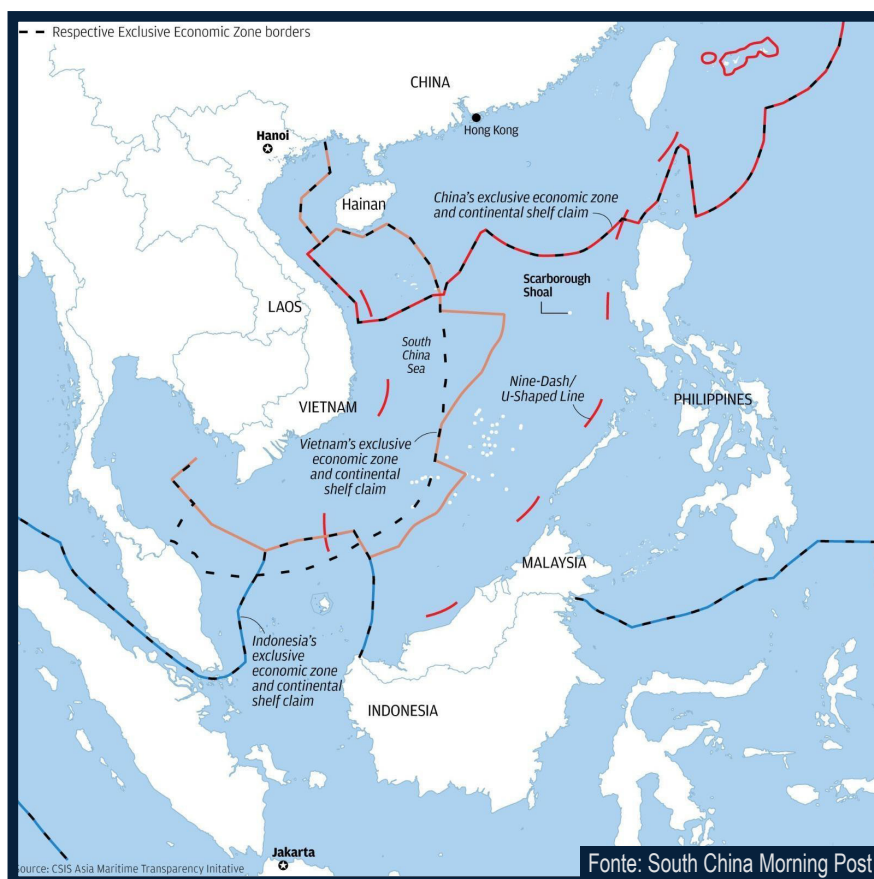 Respective Exclusive Economic Zone borders
CHINA
Hong Kong
Hanoi
Hainan
China's exclusive economic zone
and continental shelf claim
Scarborough
Shoal
LAOS
South
China
Sea
Nine-Dash/
U-Shaped Line
VIETNAM
PHILIPPINES
Vietnam's exclusive
economic zone
and continental
shelf claim
MALAYSIA
Indonesia's
exclusive
economic zone
and continental
shelf claim
INDONESIA
Jakarta
Source: CSIS Asia Maritime Transparency Initative
Fonte: South China Morning Post